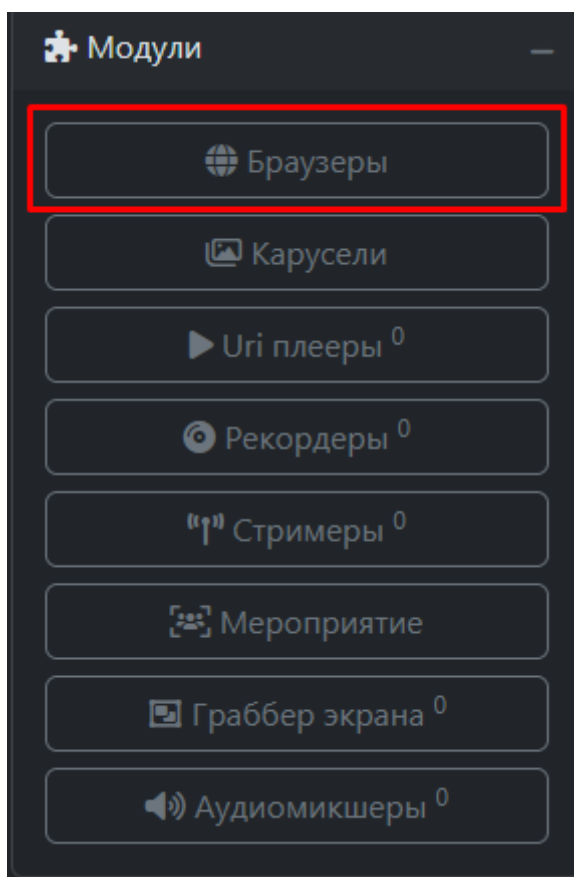 Модули
Браузеры
Карусели
Uri плееры 0
Рекордеры 0
Стримеры 0
Мероприятие
Граббер экрана 0
Аудиомикшеры 0